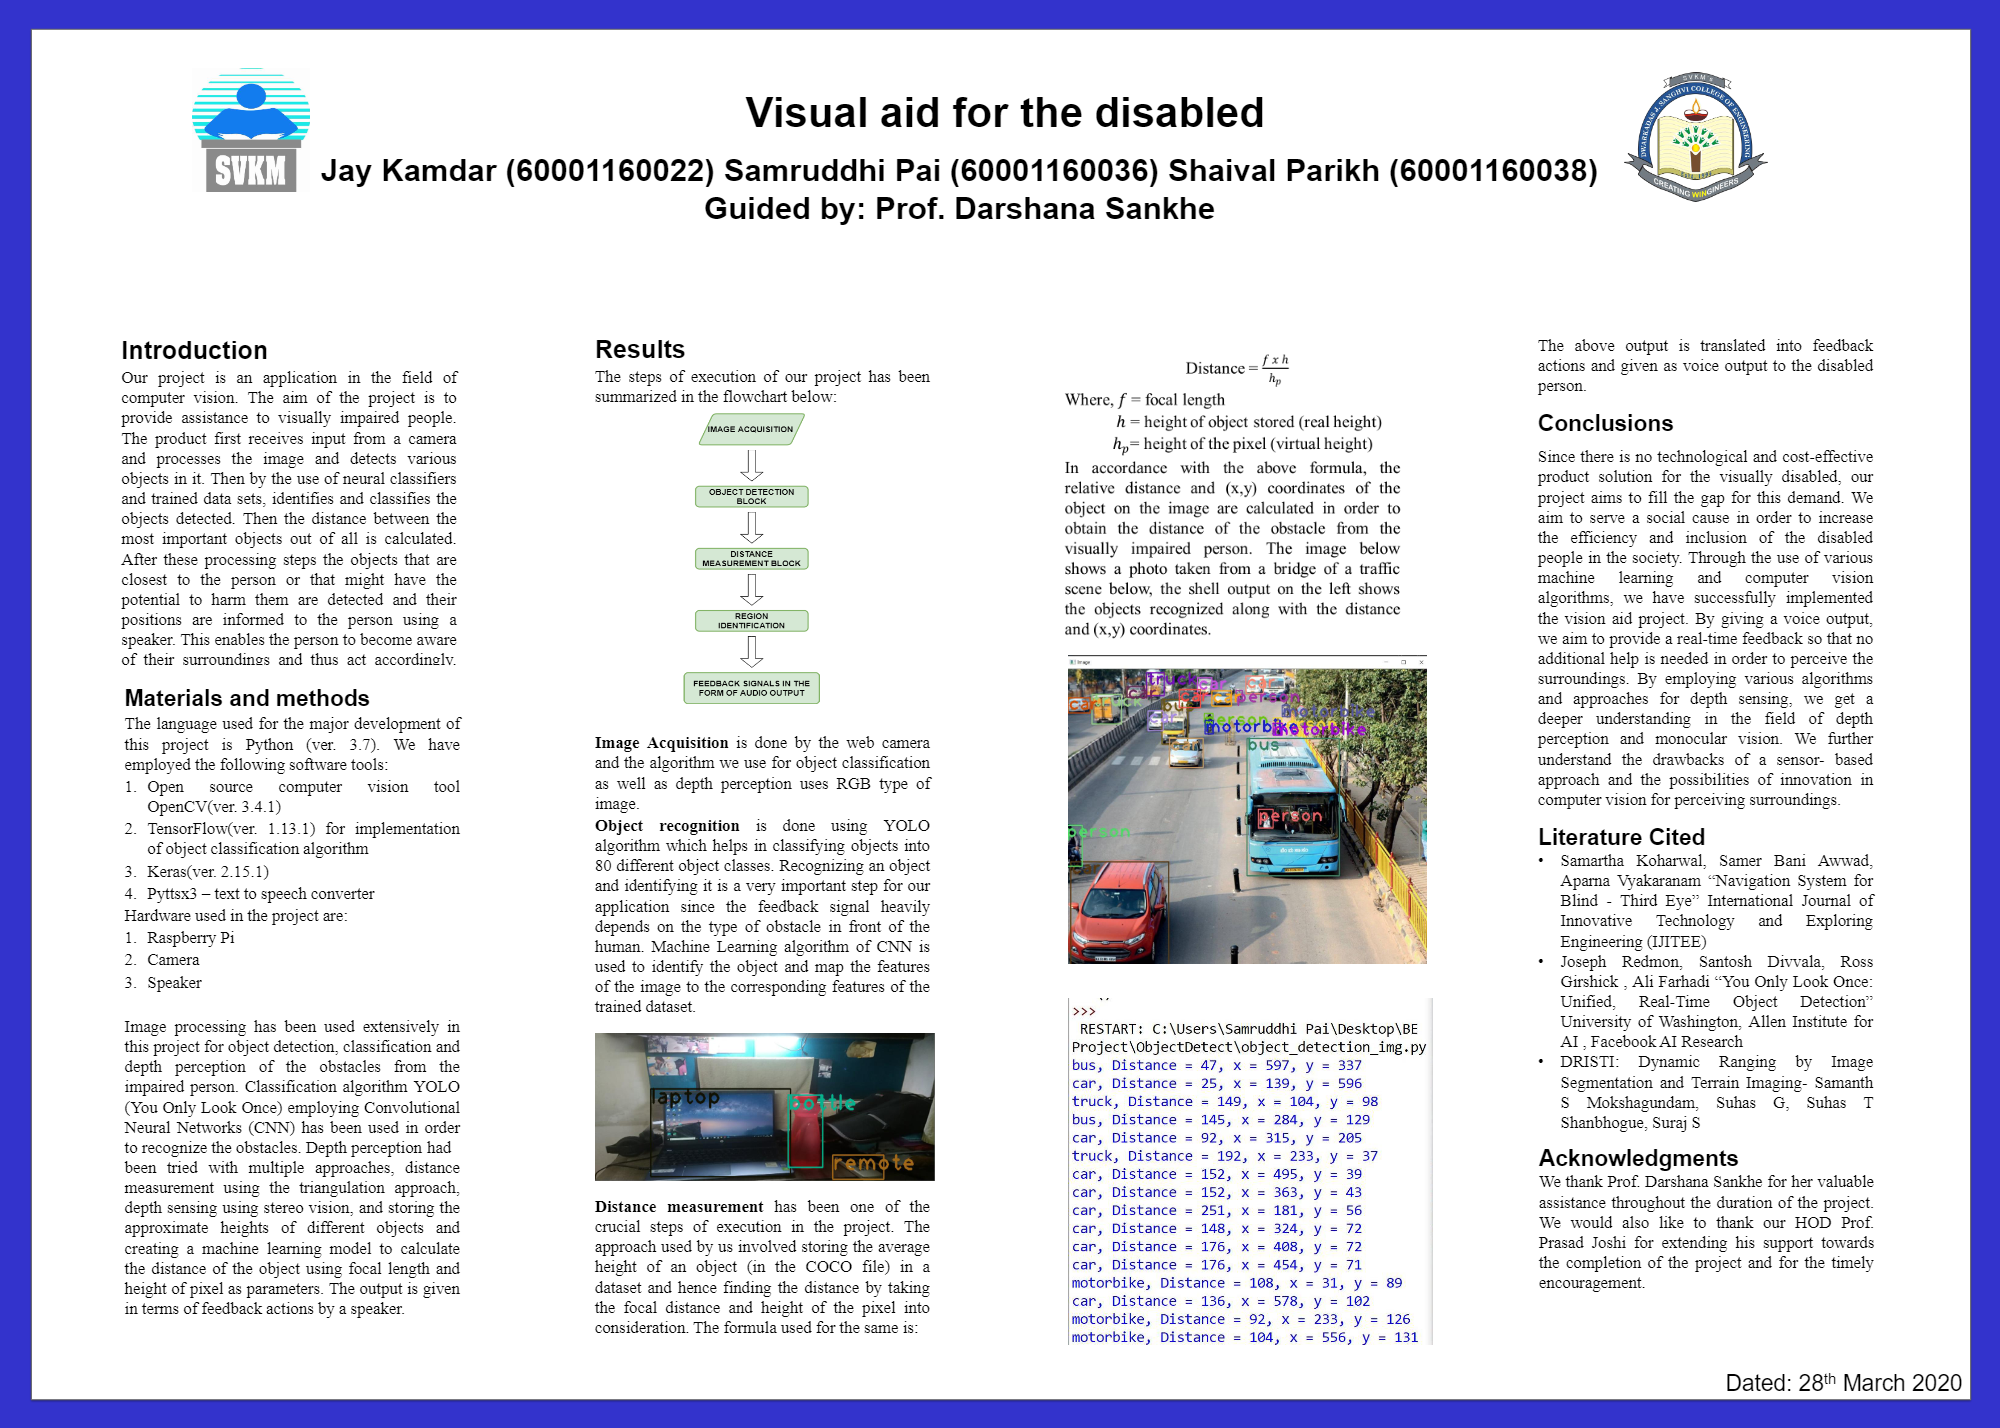 SVKM
SVKM's
DWARKADAS J. SANGHVI COLLEGE OF ENGINEERING
CREATING WINGINEERS
Visual aid for the disabled
Jay Kamdar (60001160022) Samruddhi Pai (60001160036) Shaival Parikh (60001160038)
Guided by: Prof. Darshana Sankhe
Introduction
Our project is an application in the field of
computer vision. The aim of the project is to
provide assistance to visually impaired people.
The product first receives input from a camera
and processes the image and detects various
objects in it. Then by the use of neural classifiers
and trained data sets, identifies and classifies the
objects detected. Then the distance between the
most important objects out of all is calculated.
After these processing steps the objects that are
closest to the person or that might have the
potential to harm them are detected and their
positions are informed to the person using a
speaker. This enables the person to become aware
of their surroundings and thus act accordingly.
Materials and methods
The language used for the major development of
this project is Python (ver. 3.7). We have
employed the following software tools:
1. Open source computer vision tool
OpenCV(ver. 3.4.1)
2. TensorFlow(ver. 1.13.1) for implementation
of object classification algorithm
3. Keras(ver. 2.15.1)
4. Pyttsx3 – text to speech converter
Hardware used in the project are:
1. Raspberry Pi
2. Camera
3. Speaker
Image processing has been used extensively in
this project for object detection, classification and
depth perception of the obstacles from the
impaired person. Classification algorithm YOLO
(You Only Look Once) employing Convolutional
Neural Networks (CNN) has been used in order
to recognize the obstacles. Depth perception had
been tried with multiple approaches, distance
measurement using the triangulation approach,
depth sensing using stereo vision, and storing the
approximate heights of different objects and
creating a machine learning model to calculate
the distance of the object using focal length and
height of pixel as parameters. The output is given
in terms of feedback actions by a speaker.
Results
The steps of execution of our project has been
summarized in the flowchart below:
IMAGE ACQUISITION
OBJECT DETECTION
BLOCK
DISTANCE
MEASUREMENT BLOCK
REGION
IDENTIFICATION
FEEDBACK SIGNALS IN THE
FORM OF AUDIO OUTPUT
Image Acquisition is done by the web camera
and the algorithm we use for object classification
as well as depth perception uses RGB type of
image.
Object recognition is done using YOLO
algorithm which helps in classifying objects into
80 different object classes. Recognizing an object
and identifying it is a very important step for our
application since the feedback signal heavily
depends on the type of obstacle in front of the
human. Machine Learning algorithm of CNN is
used to identify the object and map the features
of the image to the corresponding features of the
trained dataset.
laptop
bottle
remote
Distance measurement has been one of the
crucial steps of execution in the project. The
approach used by us involved storing the average
height of an object (in the COCO file) in a
dataset and hence finding the distance by taking
the focal distance and height of the pixel into
consideration. The formula used for the same is:
Distance = f x h / hp
Where, f = focal length
h = height of object stored (real height)
hp= height of the pixel (virtual height)
In accordance with the above formula, the
relative distance and (x,y) coordinates of the
object on the image are calculated in order to
obtain the distance of the obstacle from the
visually impaired person. The image below
shows a photo taken from a bridge of a traffic
scene below, the shell output on the left shows
the objects recognized along with the distance
and (x,y) coordinates.
Image
truck
car
car
car
person
car
bus
motorbike
car
person
motorbike
motorbike
bus
person
person
>>>
RESTART: C:\Users\Samruddhi Pai\Desktop\BE
Project\ObjectDetect\object_detection_img.py
bus, Distance = 47, x = 597, y = 337
car, Distance = 25, x = 139, y = 596
truck, Distance = 149, x = 104, y = 98
bus, Distance = 145, x = 284, y = 129
car, Distance = 92, x = 315, y = 205
truck, Distance = 192, x = 233, y = 37
car, Distance = 152, x = 495, y = 39
car, Distance = 152, x = 363, y = 43
car, Distance = 251, x = 181, y = 56
car, Distance = 148, x = 324, y = 72
car, Distance = 176, x = 408, y = 72
car, Distance = 176, x = 454, y = 71
motorbike, Distance = 108, x = 31, y = 89
car, Distance = 136, x = 578, y = 102
motorbike, Distance = 92, x = 233, y = 126
motorbike, Distance = 104, x = 556, y = 131
The above output is translated into feedback
actions and given as voice output to the disabled
person.
Conclusions
Since there is no technological and cost-effective
product solution for the visually disabled, our
project aims to fill the gap for this demand. We
aim to serve a social cause in order to increase
the efficiency and inclusion of the disabled
people in the society. Through the use of various
machine learning and computer vision
algorithms, we have successfully implemented
the vision aid project. By giving a voice output,
we aim to provide a real-time feedback so that no
additional help is needed in order to perceive the
surroundings. By employing various algorithms
and approaches for depth sensing, we get a
deeper understanding in the field of depth
perception and monocular vision. We further
understand the drawbacks of a sensor- based
approach and the possibilities of innovation in
computer vision for perceiving surroundings.
Literature Cited
• Samartha Koharwal, Samer Bani Awwad,
Aparna Vyakaranam “Navigation System for
Blind - Third Eye” International Journal of
Innovative Technology and Exploring
Engineering (IJITEE)
• Joseph Redmon, Santosh Divvala, Ross
Girshick , Ali Farhadi “You Only Look Once:
Unified, Real-Time Object Detection”
University of Washington, Allen Institute for
AI , Facebook AI Research
• DRISTI: Dynamic Ranging by Image
Segmentation and Terrain Imaging- Samanth
S Mokshagundam, Suhas G, Suhas T
Shanbhogue, Suraj S
Acknowledgments
We thank Prof. Darshana Sankhe for her valuable
assistance throughout the duration of the project.
We would also like to thank our HOD Prof.
Prasad Joshi for extending his support towards
the completion of the project and for the timely
encouragement.
Dated: 28th March 2020